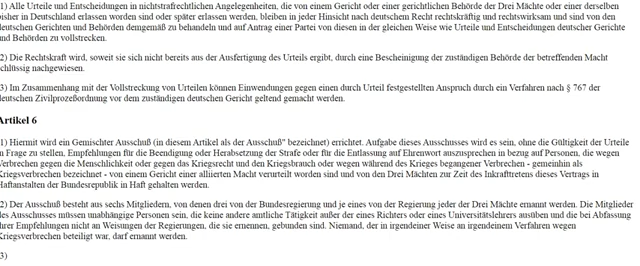 1) Alle Urteile und Entscheidungen in nichtstrafrechtlichen Angelegenheiten, die von einem Gericht oder einer gerichtlichen Behörde der Drei Mächte oder einer derselben
bisher in Deutschland erlassen worden sind oder später erlassen werden, bleiben in jeder Hinsicht nach deutschem Recht rechtskräftig und rechtswirksam und sind von den
deutschen Gerichten und Behörden demgemäß zu behandeln und auf Antrag einer Partei von diesen in der gleichen Weise wie Urteile und Entscheidungen deutscher Gerichte
und Behörden zu vollstrecken.
2) Die Rechtskraft wird, soweit sie sich nicht bereits aus der Ausfertigung des Urteils ergibt, durch eine Bescheinigung der zuständigen Behörde der betreffenden Macht
schlüssig nachgewiesen.
3) Im Zusammenhang mit der Vollstreckung von Urteilen können Einwendungen gegen einen durch Urteil festgestellten Anspruch durch ein Verfahren nach § 767 der
deutschen Zivilprozeßordnung vor dem zuständigen deutschen Gericht geltend gemacht werden.
Artikel 6
1) Hiermit wird ein Gemischter Ausschuß (in diesem Artikel als der Ausschuß" bezeichnet) errichtet. Aufgabe dieses Ausschusses wird es sein, ohne die Gültigkeit der Urteile
in Frage zu stellen, Empfehlungen für die Beendigung oder Herabsetzung der Strafe oder für die Entlassung auf Ehrenwort auszusprechen in bezug auf Personen, die wegen
Verbrechen gegen die Menschlichkeit oder gegen das Kriegsrecht und den Kriegsbrauch oder wegen während des Krieges begangener Verbrechen - gemeinhin als
Kriegsverbrechen bezeichnet - von einem Gericht einer alliierten Macht verurteilt worden sind und von den Drei Mächten zur Zeit des Inkrafttretens dieses Vertrags in
Haftanstalten der Bundesrepublik in Haft gehalten werden.
2) Der Ausschuß besteht aus sechs Mitgliedern, von denen drei von der Bundesregierung und je eines von der Regierung jeder der Drei Mächte ernannt werden. Die Mitglieder
des Ausschusses müssen unabhängige Personen sein, die keine andere amtliche Tätigkeit außer der eines Richters oder eines Universitätslehrers ausüben und die bei Abfassung
ihrer Empfehlungen nicht an Weisungen der Regierungen, die sie ernennen, gebunden sind. Niemand, der in irgendeiner Weise an irgendeinem Verfahren wegen
Kriegsverbrechen beteiligt war, darf ernannt werden.
3)